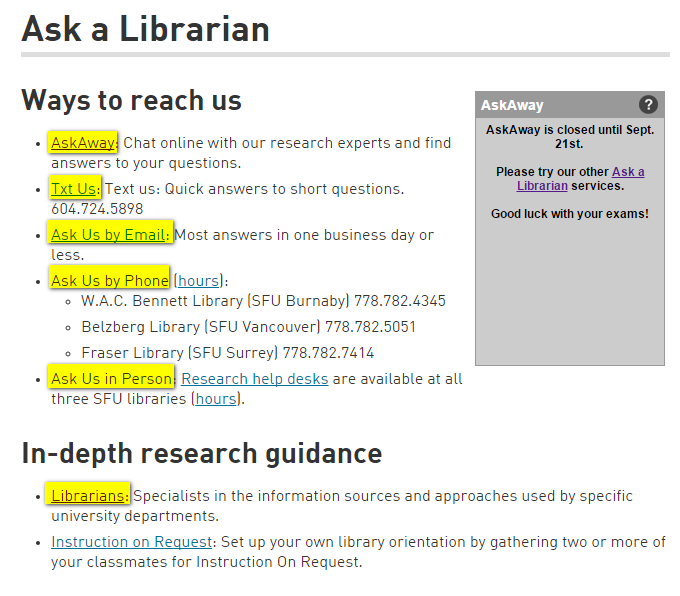 Ask a Librarian
Ways to reach us
AskAway: Chat online with our research experts and find
answers to your questions.
Txt Us: Text us: Quick answers to short questions.
604.724.5898
Ask Us by Email: Most answers in one business day or
less.
Ask Us by Phone (hours):
W.A.C. Bennett Library (SFU Burnaby) 778.782.4345
Belzberg Library (SFU Vancouver) 778.782.5051
Fraser Library (SFU Surrey) 778.782.7414
Ask Us in Person: Research help desks are available at all
three SFU libraries (hours).
AskAway ?
AskAway is closed until Sept.
21st.
Please try our other Ask a
Librarian services.
Good luck with your exams!
In-depth research guidance
Librarians: Specialists in the information sources and approaches used by specific
university departments.
Instruction on Request: Set up your own library orientation by gathering two or more of
your classmates for Instruction On Request.